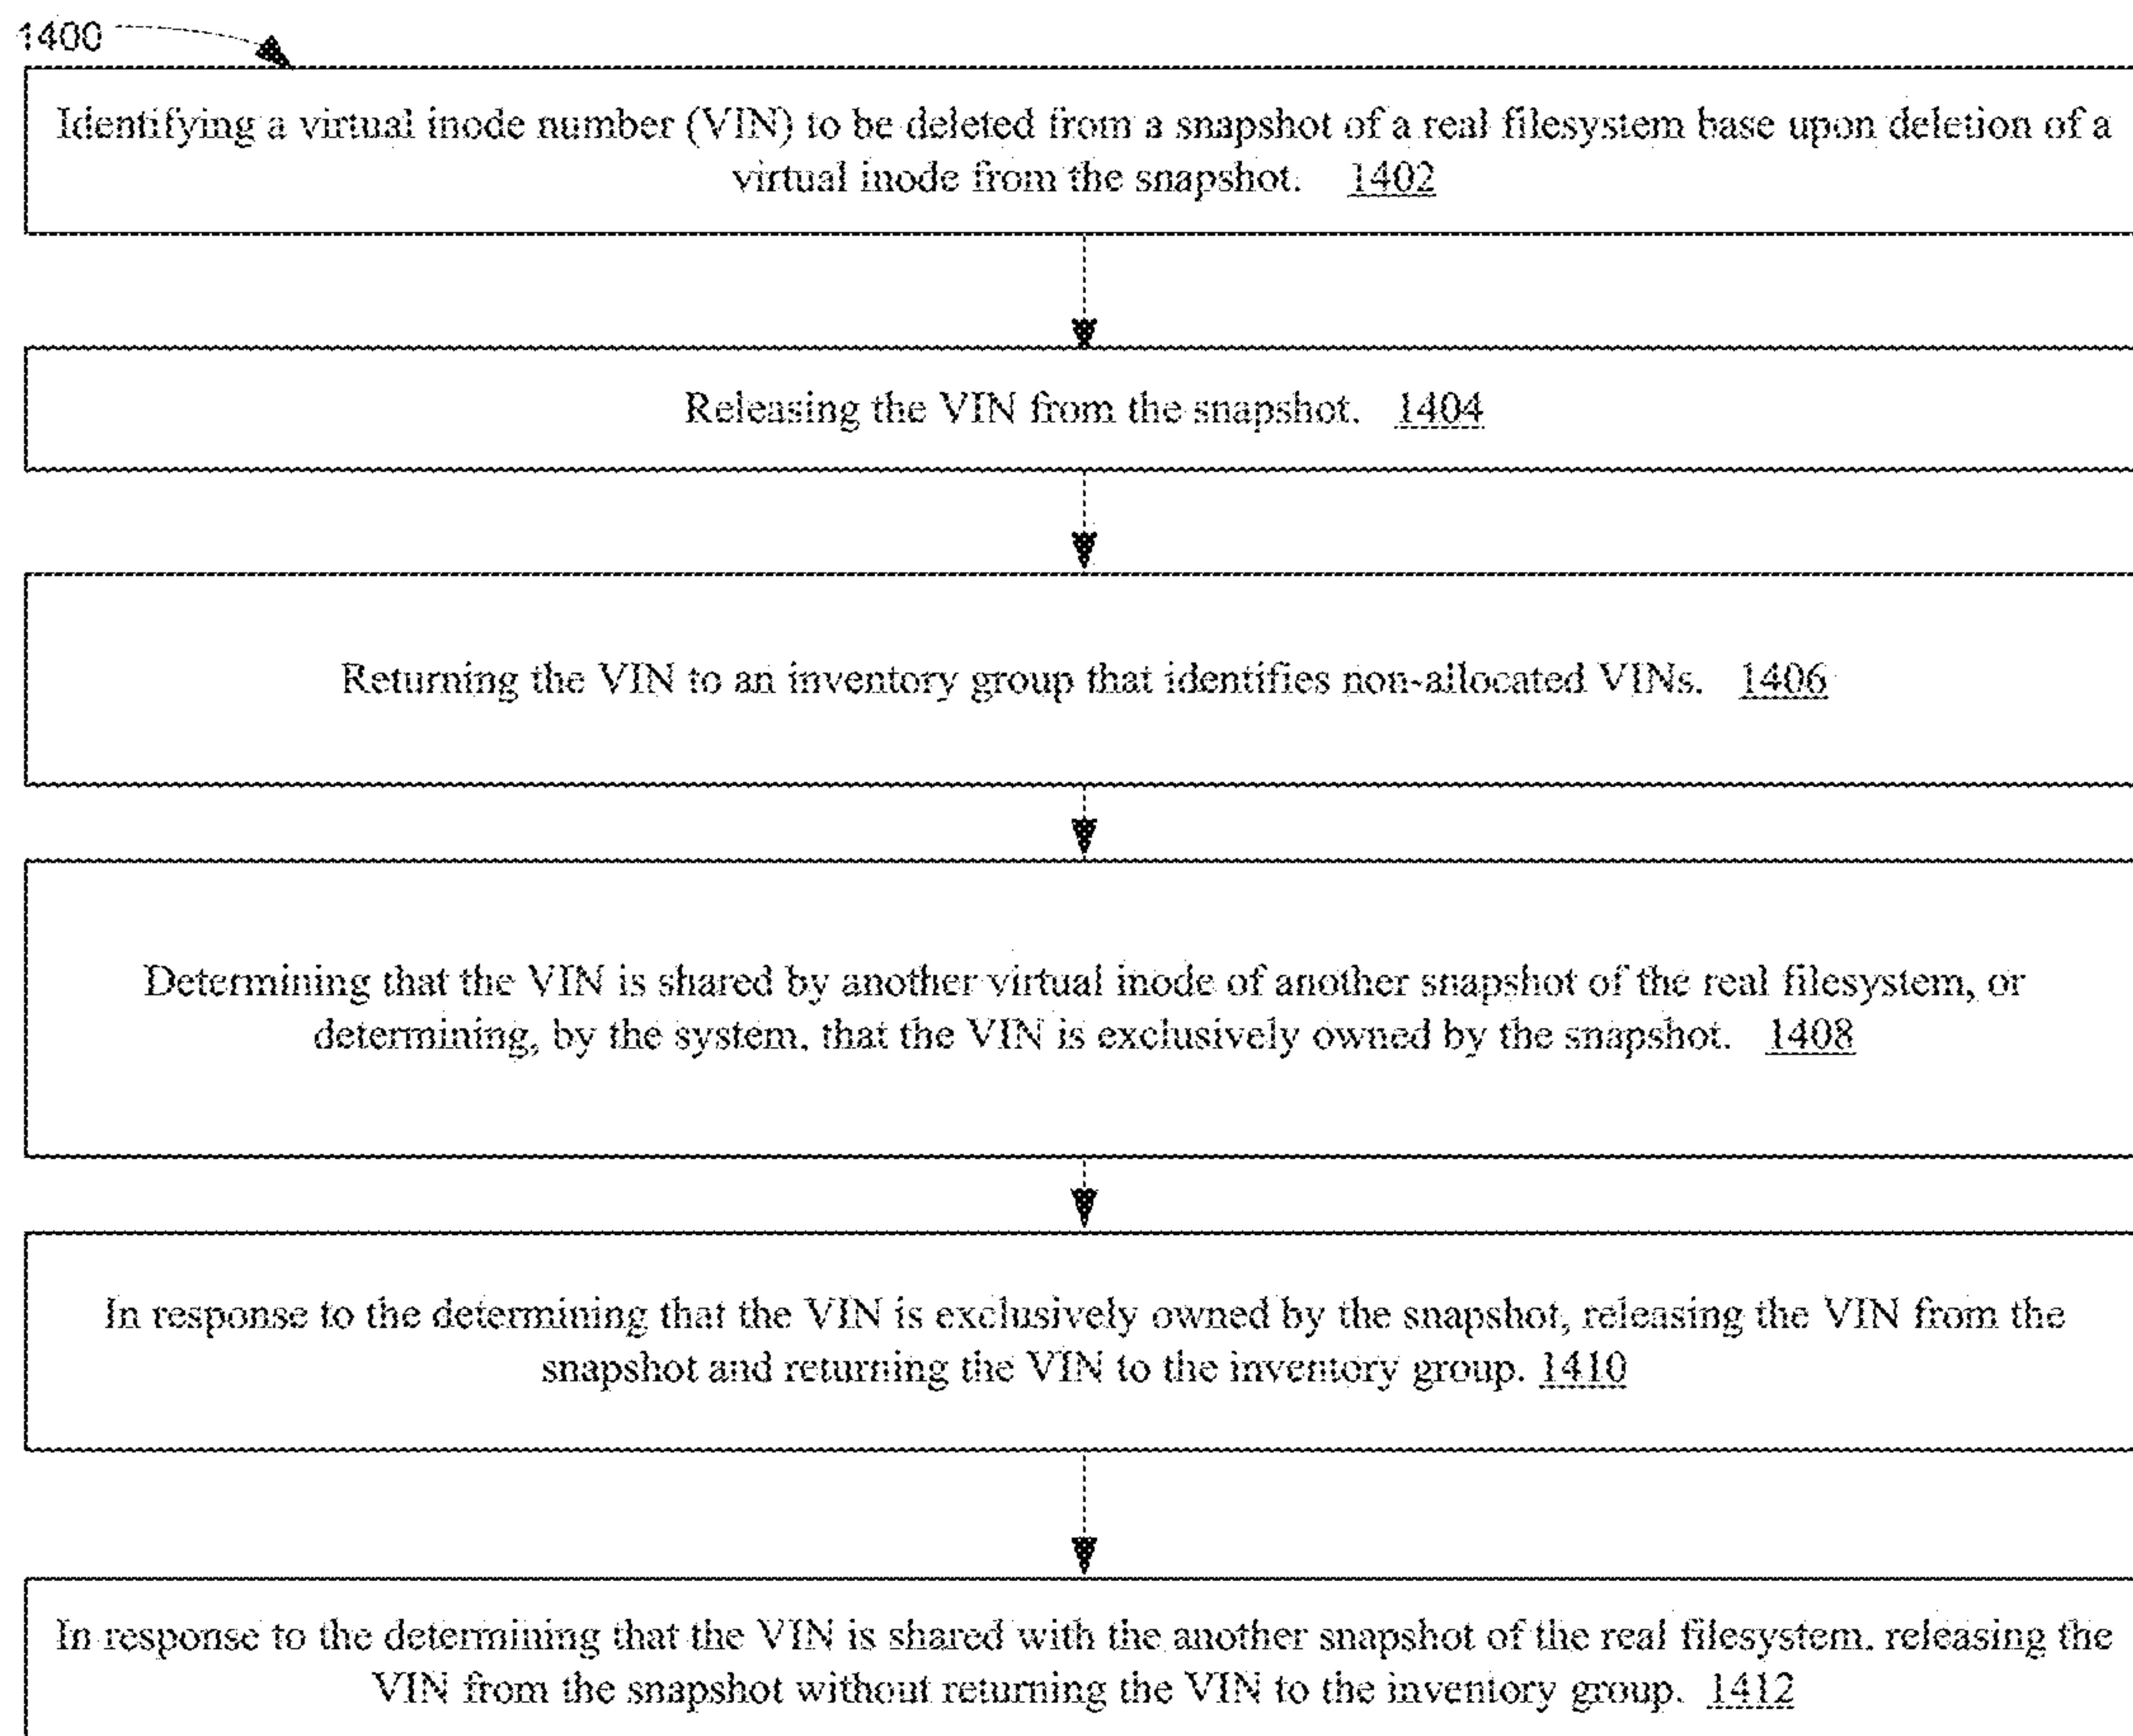 1400
Identifying a virtual inode number (VIN) to be deleted from a snapshot of a real filesystem base upon deletion of a
virtual inode from the snapshot. 1402
Releasing the VIN from the snapshot. 1404
Returning the VIN to an inventory group that identifies non-allocated VINs. 1406
Determining that the VIN is shared by another virtual inode of another snapshot of the real filesystem, or
determining, by the system, that the VIN is exclusively owned by the snapshot. 1408
In response to the determining that the VIN is exclusively owned by the snapshot, releasing the VIN from the
snapshot and returning the VIN to the inventory group. 1410
In response to the determining that the VIN is shared with the another snapshot of the real filesystem, releasing the
VIN from the snapshot without returning the VIN to the inventory group. 1412